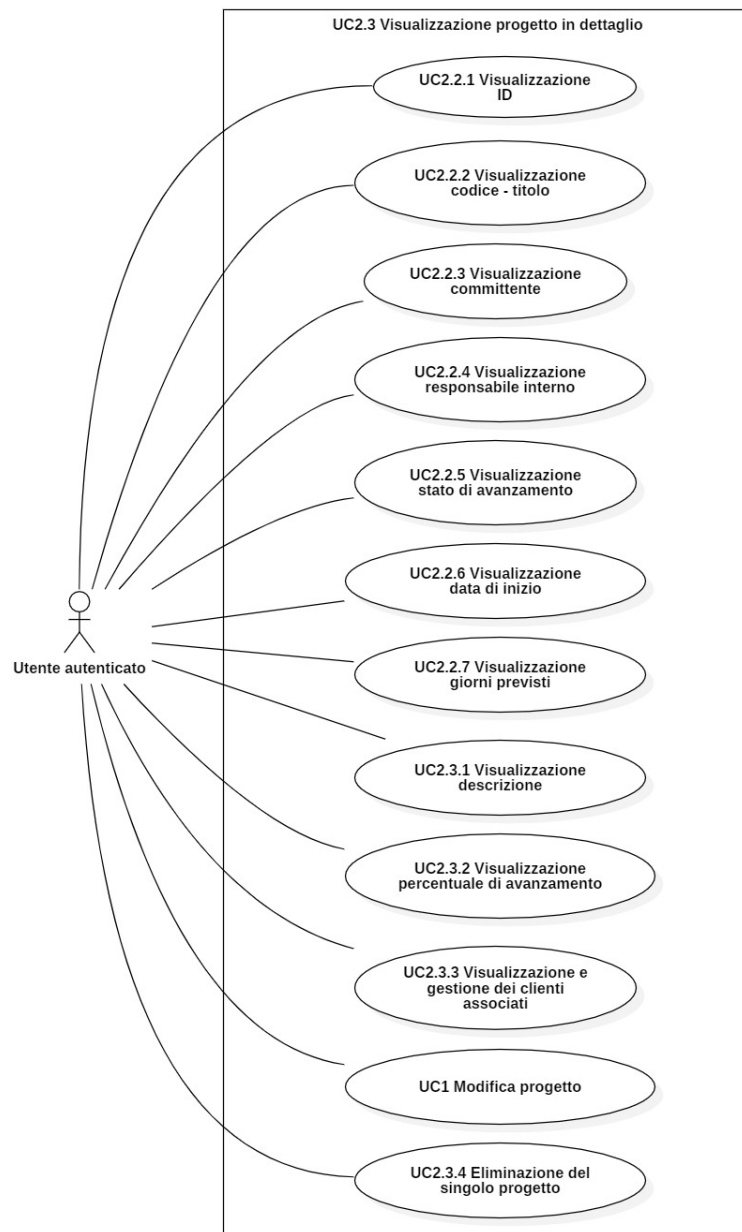 UC2.3 Visualizzazione progetto in dettaglio
UC2.2.1 Visualizzazione
ID
UC2.2.2 Visualizzazione
codice - titolo
UC2.2.3 Visualizzazione
committente
UC2.2.4 Visualizzazione
responsabile interno
UC2.2.5 Visualizzazione
stato di avanzamento
UC2.2.6 Visualizzazione
data di inizio
Utente autenticato
UC2.2.7 Visualizzazione
giorni previsti
UC2.3.1 Visualizzazione
descrizione
UC2.3.2 Visualizzazione
percentuale di avanzamento
UC2.3.3 Visualizzazione e
gestione dei clienti
associati
UC1 Modifica progetto
UC2.3.4 Eliminazione del
singolo progetto